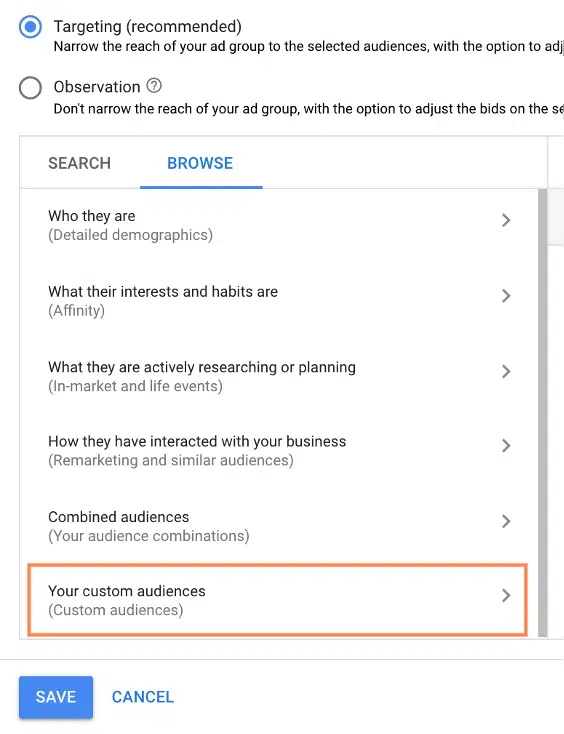 Targeting (recommended)
Narrow the reach of your ad group to the selected audiences, with the option to
Observation
Don't narrow the reach of your ad group, with the option to adjust the bids on the
SEARCH
BROWSE
Who they are
(Detailed demographics)
What their interests and habits are
(Affinity)
What they are actively researching or planning
(In-market and life events)
How they have interacted with your business
(Remarketing and similar audiences)
Combined audiences
(Your audience combinations)
Your custom audiences
(Custom audiences)
SAVE
CANCEL